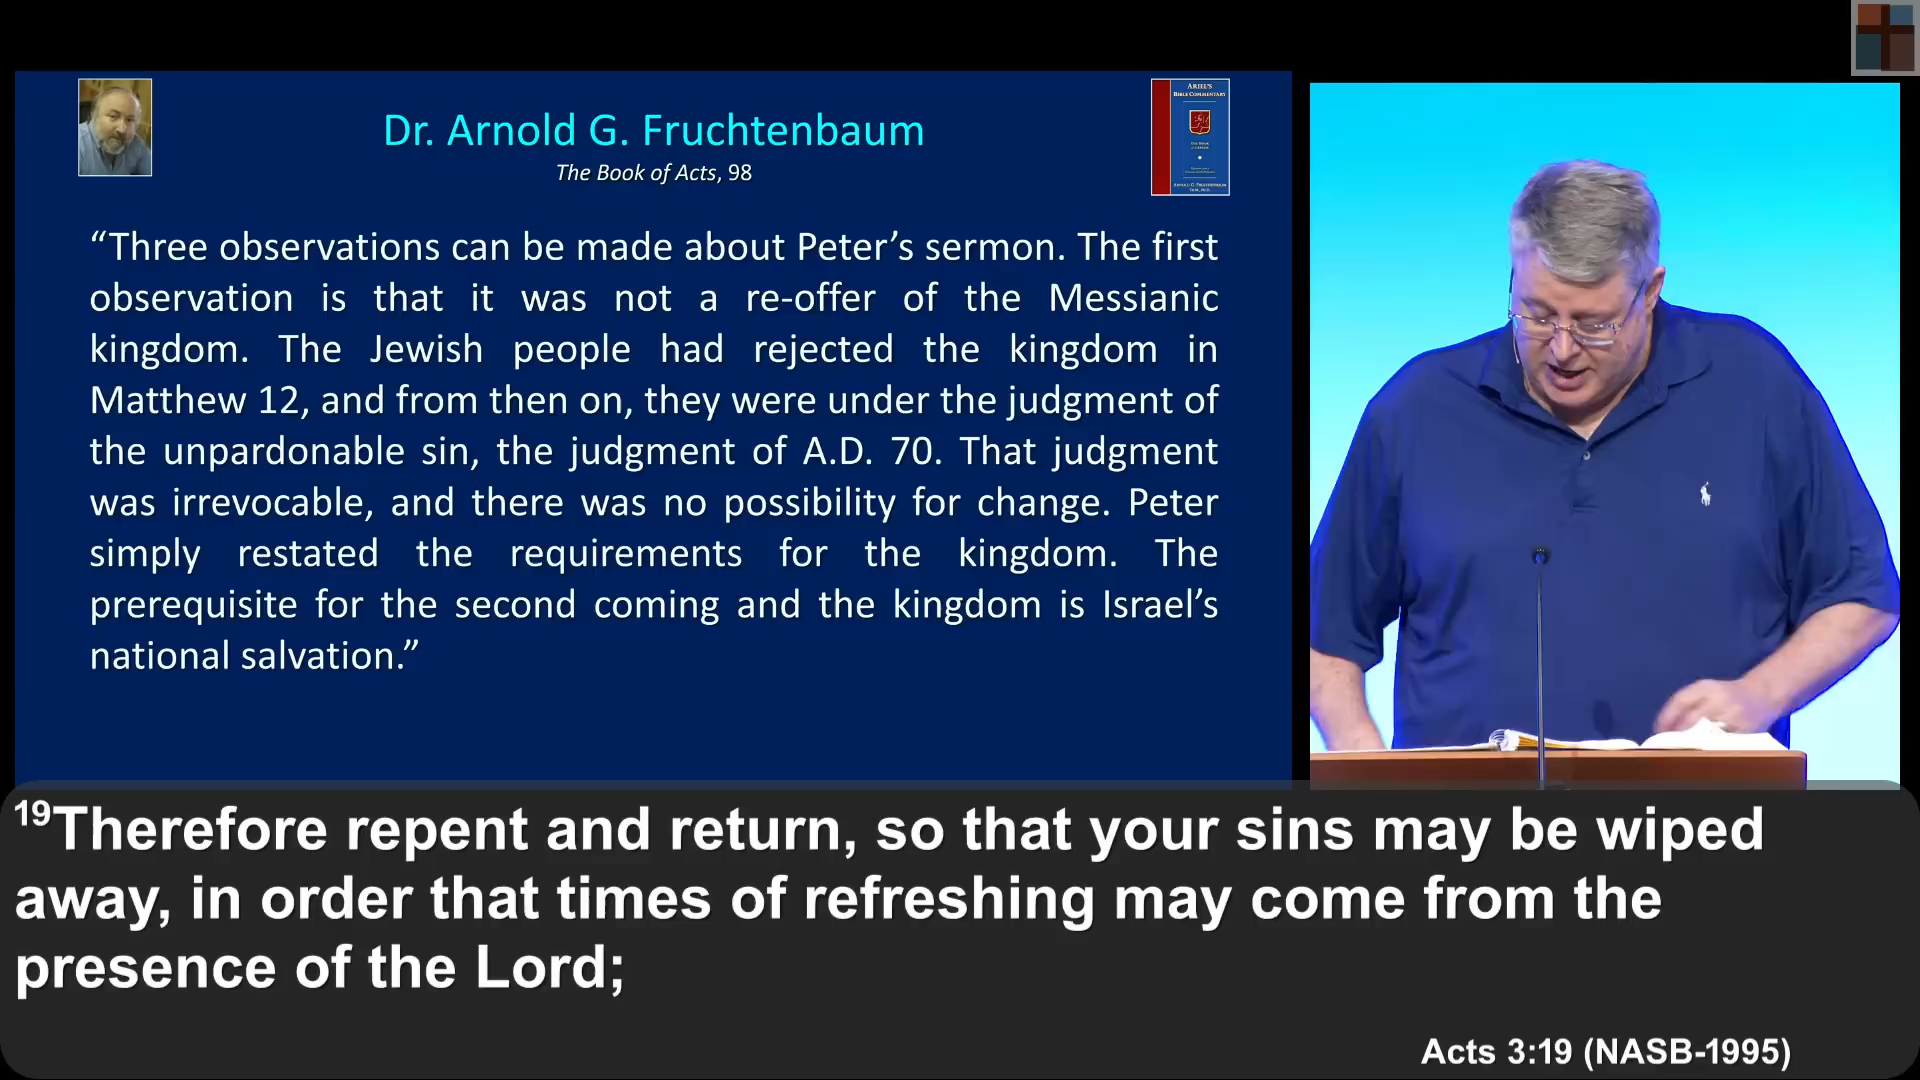 Dr. Arnold G. Fruchtenbaum
The Book of Acts, 98
ARIEL'S
BIBLE COMMENTARY
“Three observations can be made about Peter’s sermon. The first
observation is that it was not a re-offer of the Messianic
kingdom. The Jewish people had rejected the kingdom in
Matthew 12, and from then on, they were under the judgment of
the unpardonable sin, the judgment of A.D. 70. That judgment
was irrevocable, and there was no possibility for change. Peter
simply restated the requirements for the kingdom. The
prerequisite for the second coming and the kingdom is Israel’s
national salvation.”
19Therefore repent and return, so that your sins may be wiped
away, in order that times of refreshing may come from the
presence of the Lord;
Acts 3:19 (NASB-1995)